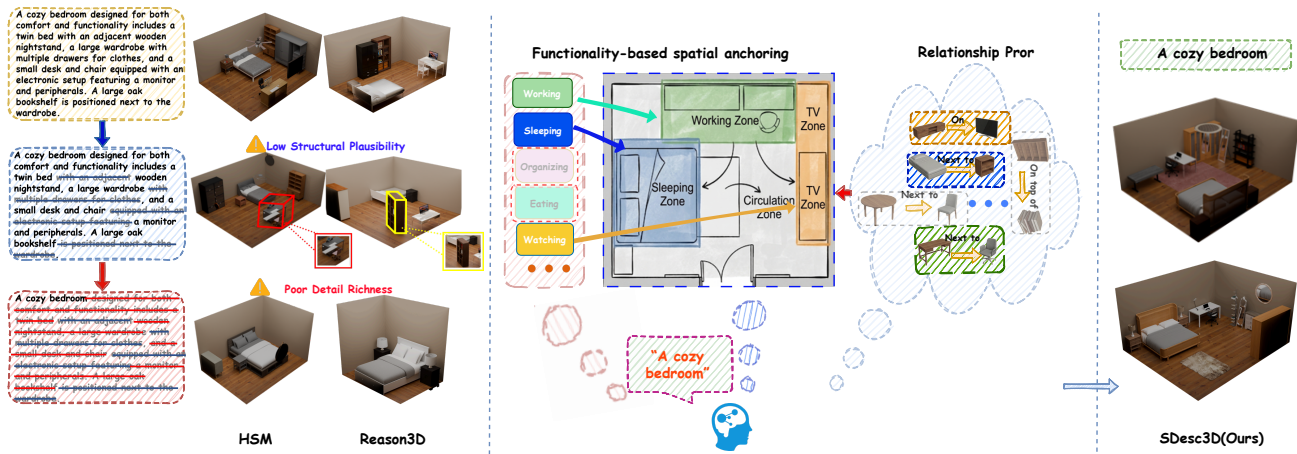 A cozy bedroom designed for both
comfort and functionality includes a
twin bed with an adjacent wooden
nightstand, a large wardrobe with
multiple drawers for clothes, and a
small desk and chair equipped with an
electronic setup featuring a monitor
and peripherals. A large oak
bookshelf is positioned next to the
wardrobe.
A cozy bedroom designed for both
comfort and functionality includes a
twin bed with an adjacent wooden
nightstand, a large wardrobe with
multiple drawers for clothes, and a
small desk and chair equipped with an
electronic setup featuring a monitor
and peripherals. A large oak
bookshelf is positioned next to the
wardrobe.
A cozy bedroom designed for both
comfort and functionality includes a
twin bed with an adjacent wooden
nightstand, a large wardrobe with
multiple drawers for clothes, and a
small desk and chair equipped with an
electronic setup featuring a monitor
and peripherals. A large oak
bookshelf is positioned next to the
wardrobe.
Low Structural Plausibility
Poor Detail Richness
HSM
Reason3D
Functionality-based spatial anchoring
Working
Sleeping
Organizing
Eating
Watching
Working Zone
TV
Zone
Sleeping
Zone
Circulation
Zone
TV
Zone
"A cozy
bedroom"
Relationship Pror
On
Next to
Next to
On top of
Next to
A cozy bedroom
SDesc3D(Ours)